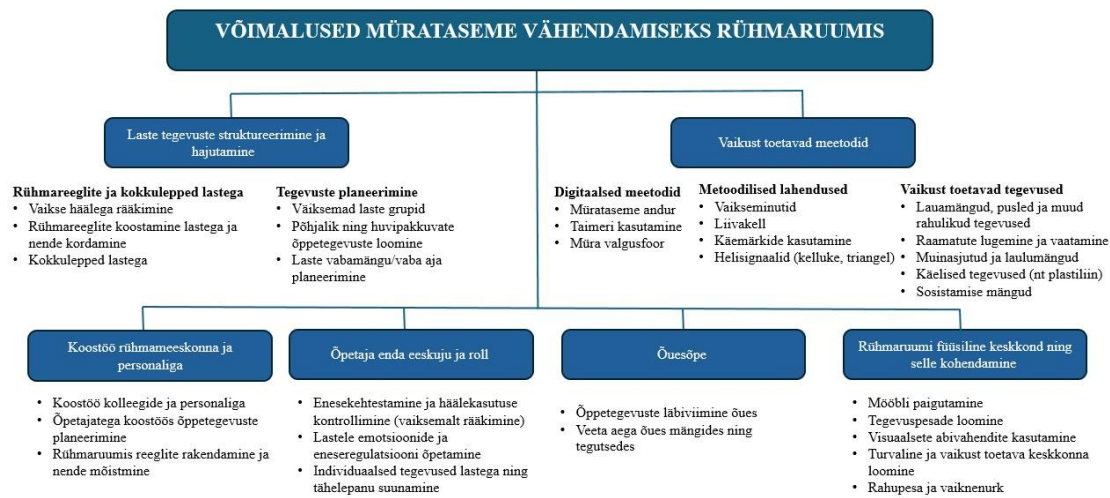 VÕIMALUSED MÜRATASEME VÄHENDAMISEKS RÜHMARUUMIS
Laste tegevuste struktureerimine ja
hajutamine
Vaikust toetavad meetodid
Rühmareeglite ja kokkulepped lastega
• Vaikse häälega rääkimine
• Rühmareeglite koostamine lastega ja
nende kordamine
• Kokkulepped lastega
Tegevuste planeerimine
• Väiksemad laste grupid
• Põhjalik ning huvipakkuvate
õppetegevuste loomine
• Laste vabamängu/vaba aja
planeerimine
Digitaalsed meetodid
• Mürataseme andur
• Taimeri kasutamine
• Müra valgusfoor
Metoodilised lahendused
• Vaikseminutid
• Liivakell
• Käemärkide kasutamine
• Helisignaalid (kelluke, triangel)
Vaikust toetavad tegevused
• Lauamängud, pusled ja muud
rahulikud tegevused
• Raamatute lugemine ja vaatamine
• Muinasjutud ja laulumängud
• Käelised tegevused (nt plastiliin)
• Sosistamise mängud
Koostöö rühmameeskonna ja
personaliga
• Koostöö kolleegide ja personaliga
• Õpetajatega koostöös õppetegevuste
planeerimine
• Rühmaruumis reeglite rakendamine ja
nende mõistmine
Õpetaja enda eeskuju ja roll
• Enesekehtestamine ja häälekasutuse
kontrollimine (vaiksemalt rääkimine)
• Lastele emotsioonide ja
eneseregulatsiooni õpetamine
• Individuaalsed tegevused lastega ning
tähelepanu suunamine
Õuesõpe
• Õppetegevuste läbiviimine õues
• Veeta aega õues mängides ning
tegutsedes
Rühmaruumi füüsiline keskkond ning
selle kohendamine
• Mööbli paigutamine
• Tegevuspesade loomine
• Visuaalsete abivahendite kasutamine
• Turvaline ja vaikust toetava keskkonna
loomine
• Rahupesa ja vaiknenurk